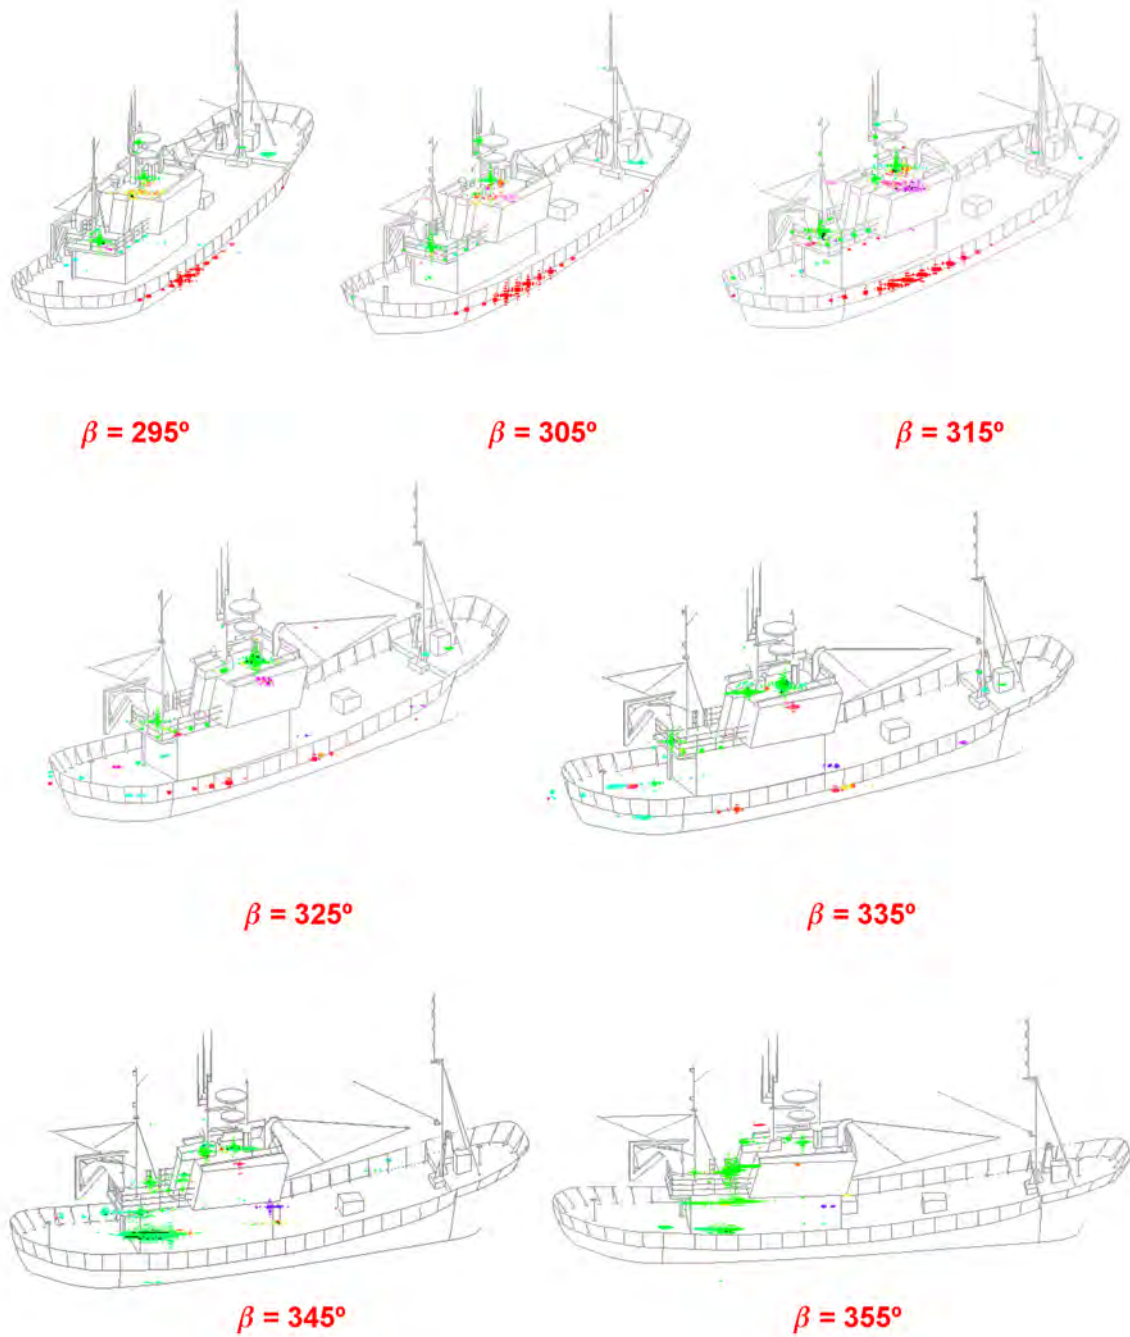 β = 295º
β = 305º
β = 315º
β = 325º
β = 335º
β = 345º
β = 355º